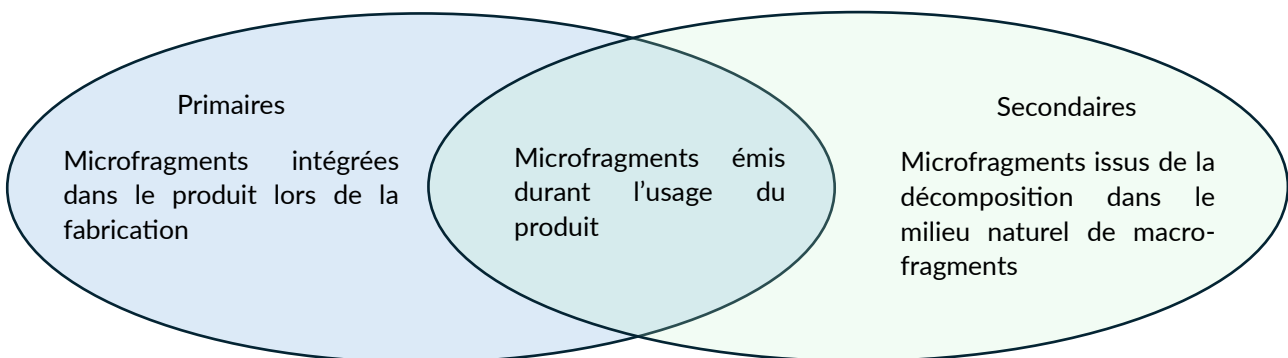 Primaires
Microfragments intégrées
dans le produit lors de la
fabrication
Microfragments émis
durant l’usage du
produit
Secondaires
Microfragments issus de la
décomposition dans le
milieu naturel de macro-
fragments